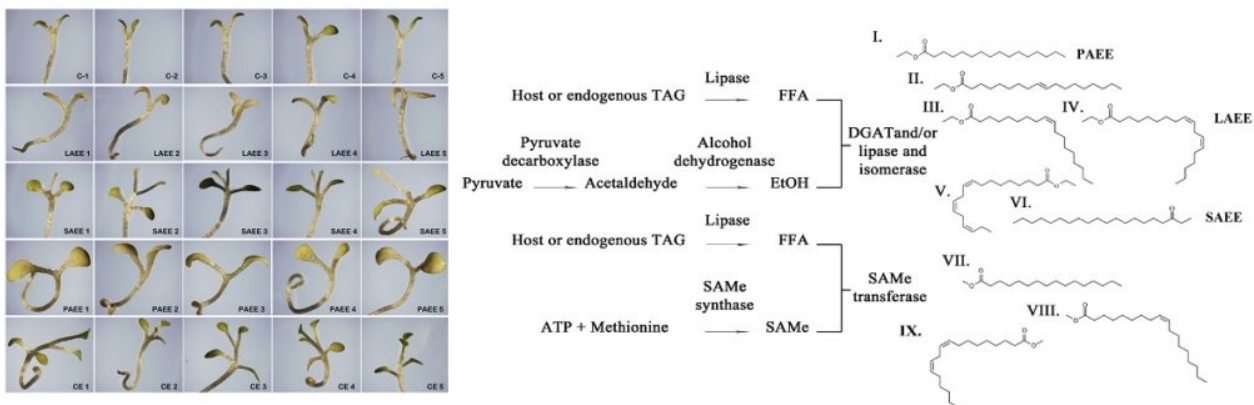 C-1
C-2
C-3
C-4
C-5
LAEE 1
LAEE 2
LAEE 3
LAEE 4
LAEE 5
SAEE 1
SAEE 2
SAEE 3
SAEE 4
SAEE 5
PAEE 1
PAEE 2
PAEE 3
PAEE 4
PAEE 5
CE 1
CE 2
CE 3
CE 4
CE 5
Lipase
Host or endogenous TAG
FFA
Pyruvate
decarboxylase
Alcohol
dehydrogenase
Pyruvate
Acetaldehyde
EtOH
DGATand/or
lipase and
isomerase
Lipase
Host or endogenous TAG
FFA
SAMe
synthase
ATP + Methionine
SAMe
SAMe
transferase
I.
PAEE
II.
III.
IV.
LAEE
V.
VI.
SAEE
VII.
VIII.
IX.